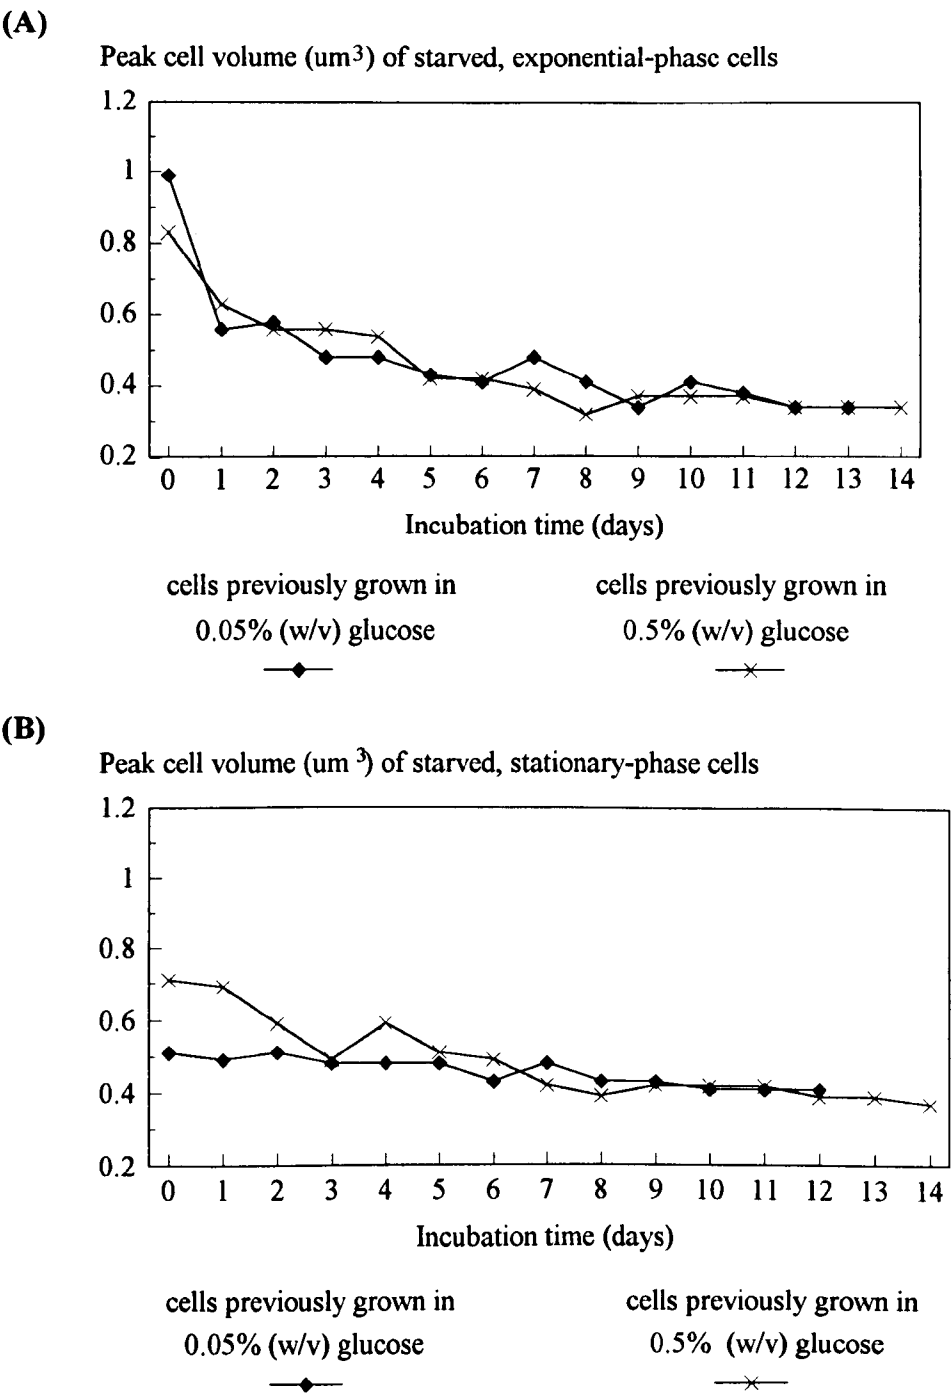 (A)
Peak cell volume (um3) of starved, exponential-phase cells
1.2
1
0.8
0.6
0.4
0.2
0 1 2 3 4 5 6 7 8 9 10 11 12 13 14
Incubation time (days)
cells previously grown in cells previously grown in
0.05% (w/v) glucose 0.5% (w/v) glucose
(B)
Peak cell volume (um 3) of starved, stationary-phase cells
1.2
1
0.8
0.6
0.4
0.2
0 1 2 3 4 5 6 7 8 9 10 11 12 13 14
Incubation time (days)
cells previously grown in cells previously grown in
0.05% (w/v) glucose 0.5% (w/v) glucose